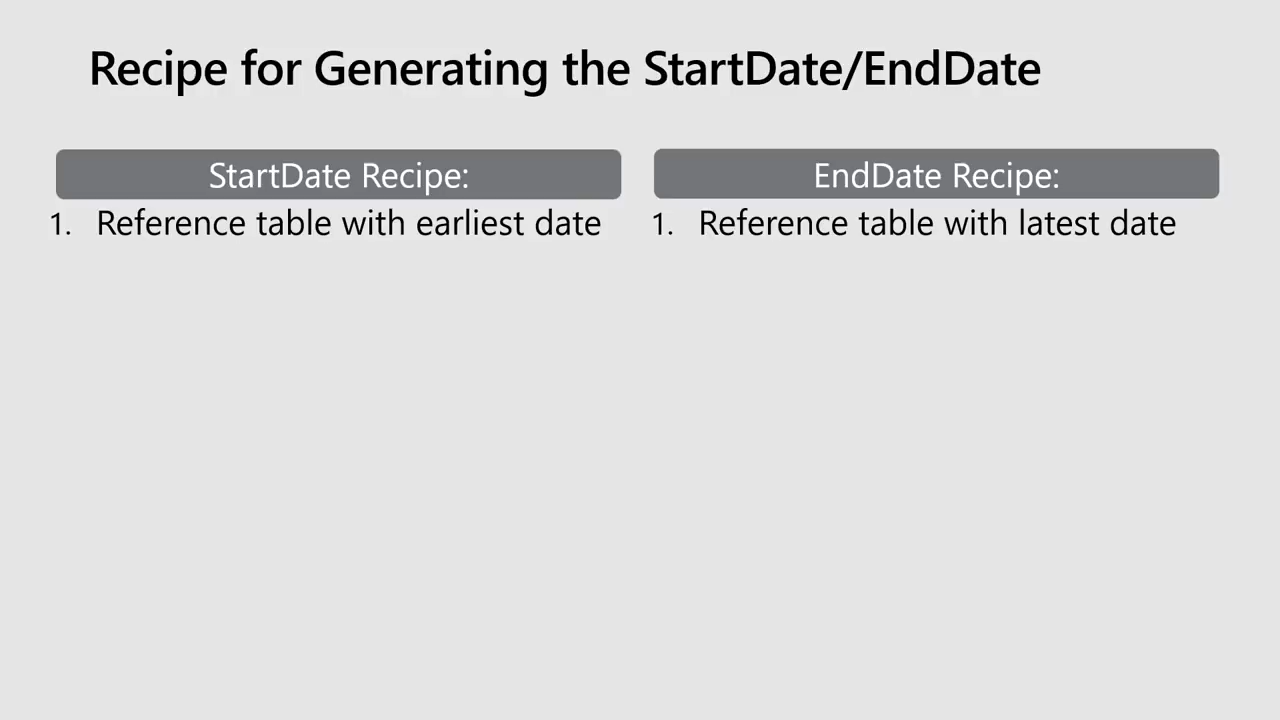 Recipe for Generating the StartDate/EndDate
StartDate Recipe:
1. Reference table with earliest date
EndDate Recipe:
1. Reference table with latest date